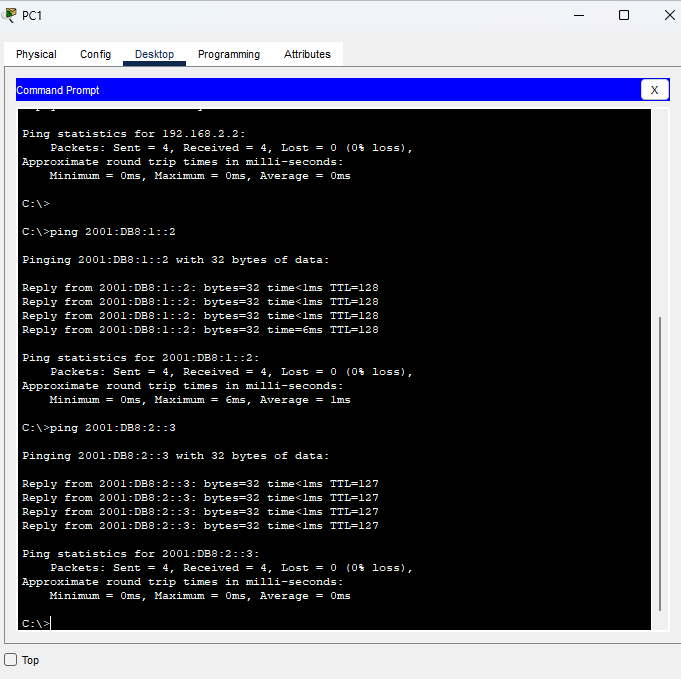 PC1
Physical Config Desktop Programming Attributes
Command Prompt X
Ping statistics for 192.168.2.2:
Packets: Sent = 4, Received = 4, Lost = 0 (0% loss),
Approximate round trip times in milli-seconds:
Minimum = 0ms, Maximum = 0ms, Average = 0ms
C:\>
C:\>ping 2001:DB8:1::2
Pinging 2001:DB8:1::2 with 32 bytes of data:
Reply from 2001:DB8:1::2: bytes=32 time<1ms TTL=128
Reply from 2001:DB8:1::2: bytes=32 time<1ms TTL=128
Reply from 2001:DB8:1::2: bytes=32 time<1ms TTL=128
Reply from 2001:DB8:1::2: bytes=32 time=6ms TTL=128
Ping statistics for 2001:DB8:1::2:
Packets: Sent = 4, Received = 4, Lost = 0 (0% loss),
Approximate round trip times in milli-seconds:
Minimum = 0ms, Maximum = 6ms, Average = 1ms
C:\>ping 2001:DB8:2::3
Pinging 2001:DB8:2::3 with 32 bytes of data:
Reply from 2001:DB8:2::3: bytes=32 time<1ms TTL=127
Reply from 2001:DB8:2::3: bytes=32 time<1ms TTL=127
Reply from 2001:DB8:2::3: bytes=32 time<1ms TTL=127
Reply from 2001:DB8:2::3: bytes=32 time<1ms TTL=127
Ping statistics for 2001:DB8:2::3:
Packets: Sent = 4, Received = 4, Lost = 0 (0% loss),
Approximate round trip times in milli-seconds:
Minimum = 0ms, Maximum = 0ms, Average = 0ms
C:\>
Top